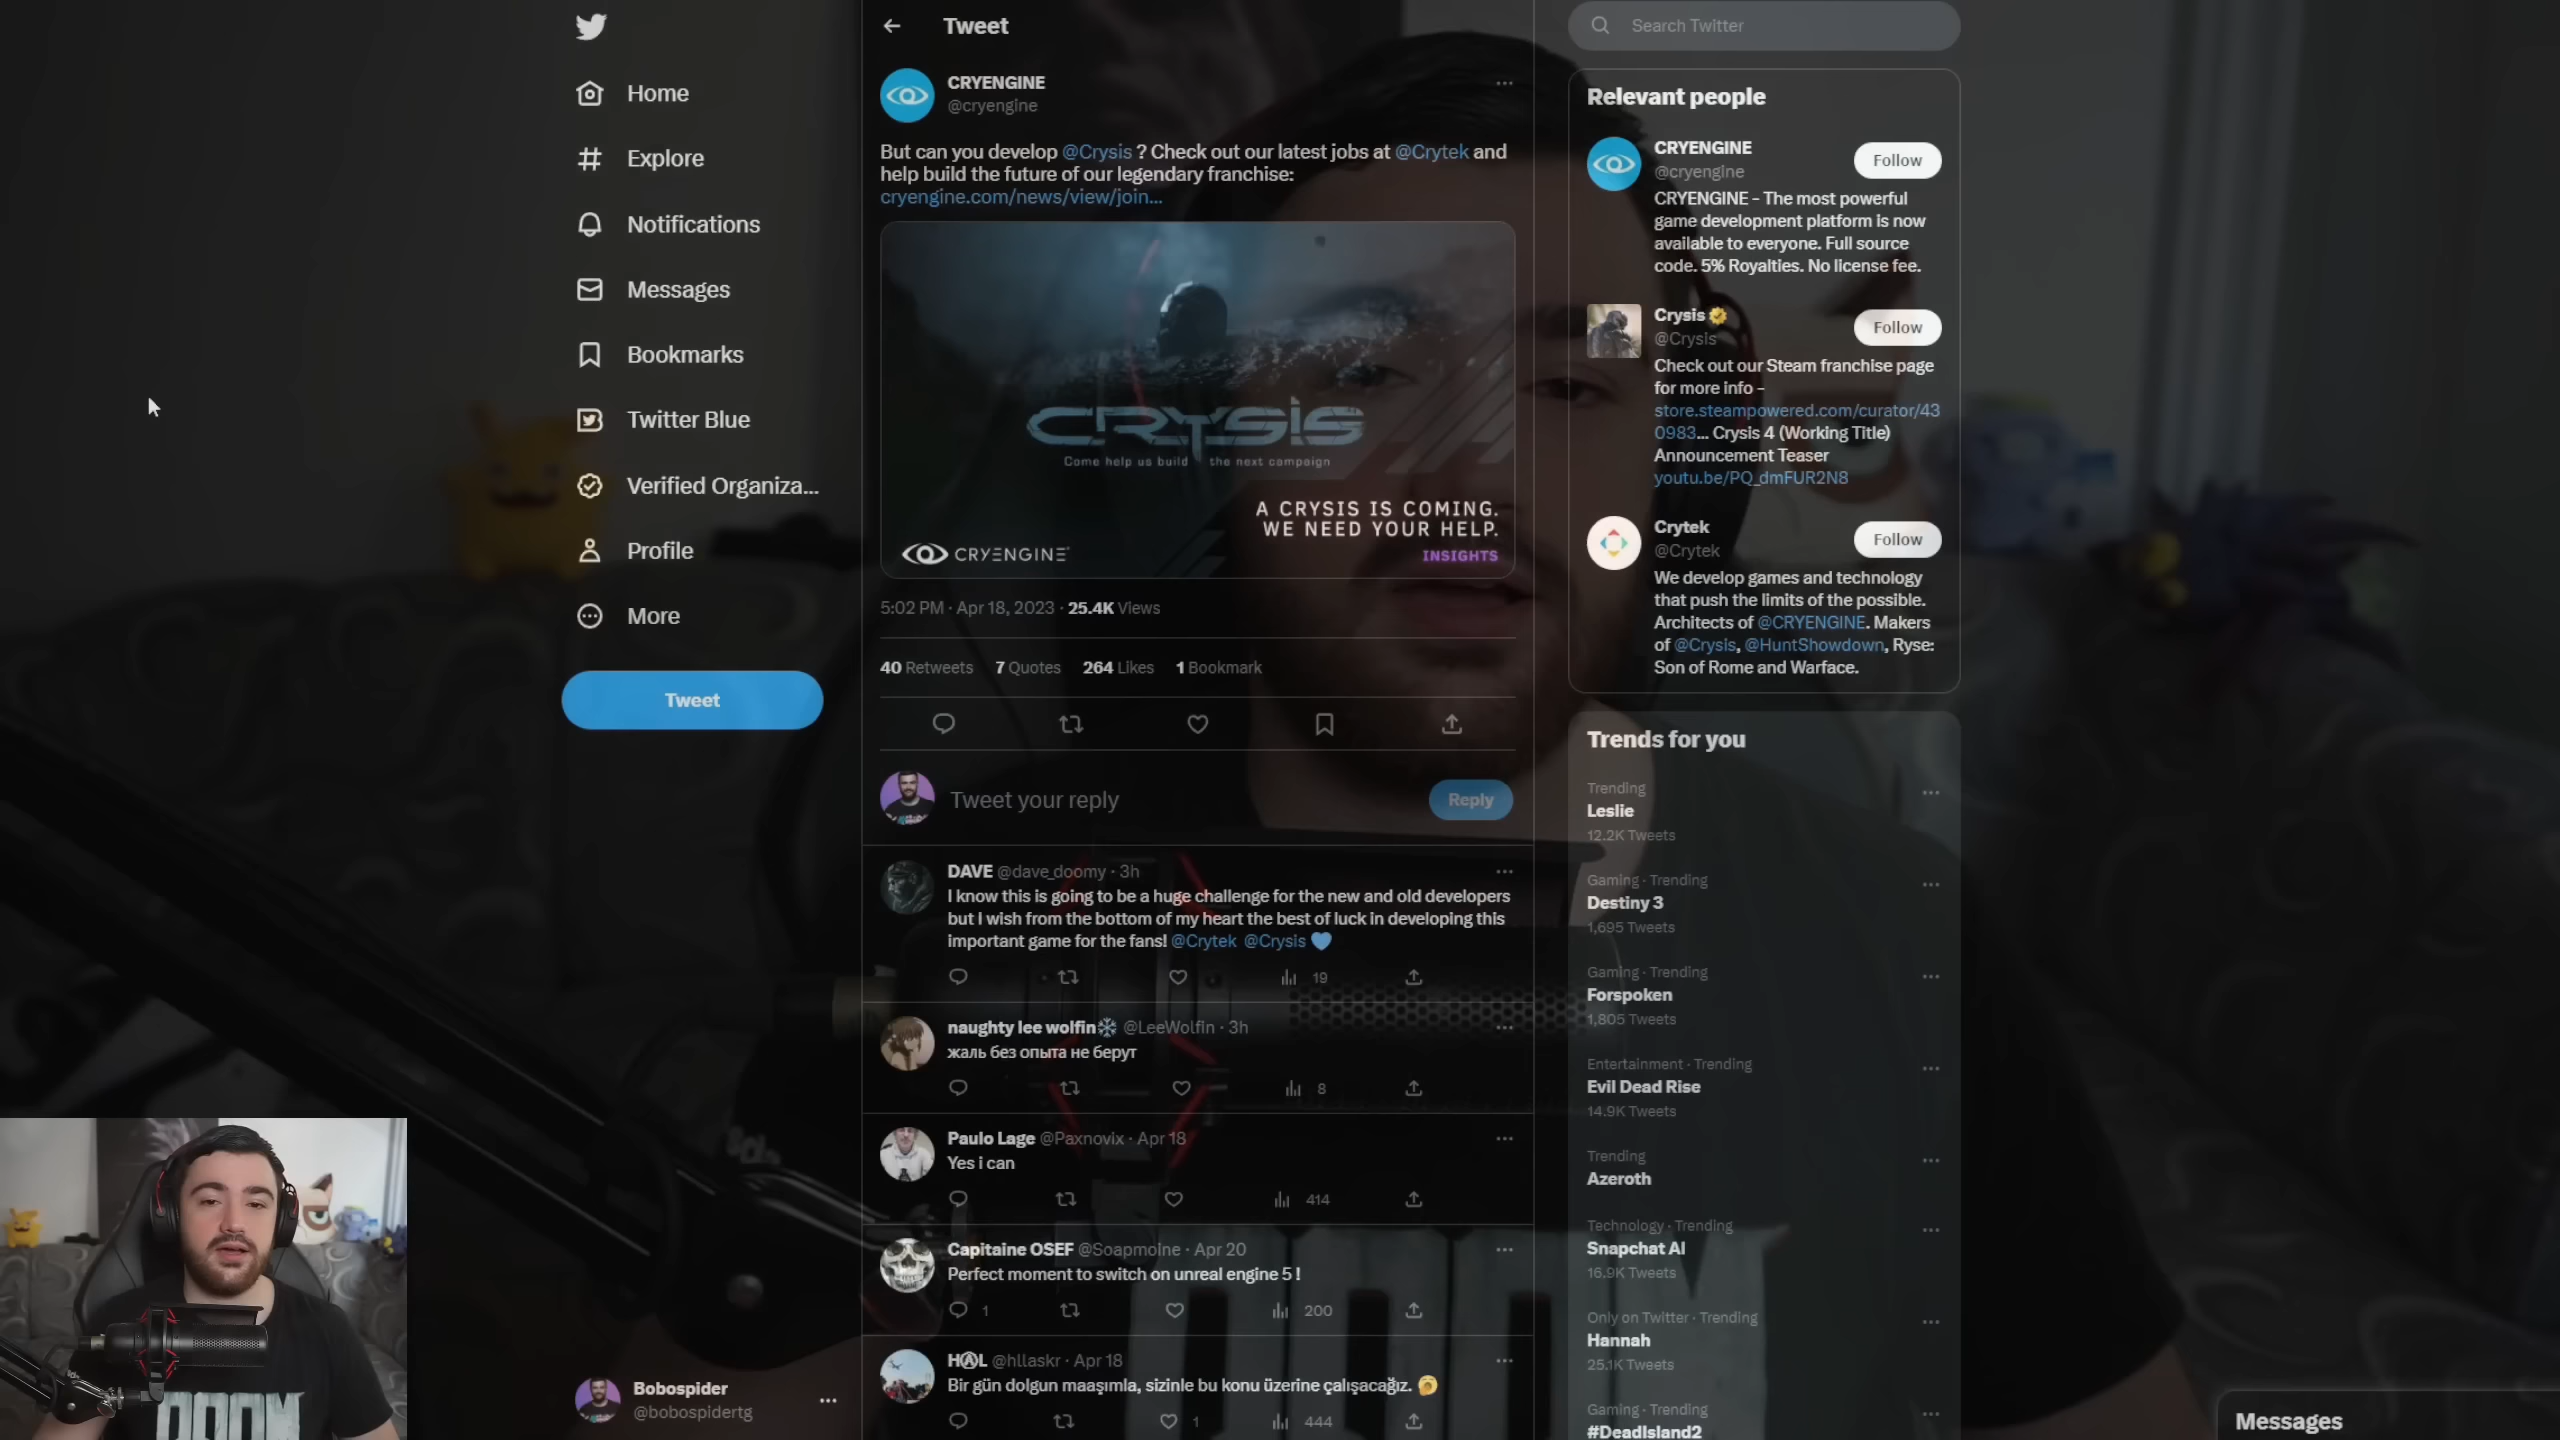 Home
Explore
Notifications
Messages
Bookmarks
Twitter Blue
Verified Organiza...
Profile
More
Tweet
Bobospider
@bobospidertg
Tweet
CRYENGINE
@cryengine
But can you develop @Crysis ? Check out our latest jobs at @Crytek and
help build the future of our legendary franchise:
cryengine.com/news/view/join...
CRYSIS
Come help us build the next campaign
A CRYSIS IS COMING.
WE NEED YOUR HELP.
INSIGHTS
CRYENGINE
5:02 PM · Apr 18, 2023 · 25.4K Views
40 Retweets 7 Quotes 264 Likes 1 Bookmark
Tweet your reply
Reply
DAVE @dave_doomy · 3h
I know this is going to be a huge challenge for the new and old developers
but I wish from the bottom of my heart the best of luck in developing this
important game for the fans! @Crytek @Crysis 💙
19
naughty lee wolfin❄ @LeeWolfIn · 3h
жаль без опыта не берут
8
Paulo Lage @Paxnovix · Apr 18
Yes i can
414
Capitaine OSEF @Soapmoine · Apr 20
Perfect moment to switch on unreal engine 5 !
1 200
HⒶL @hllaskr · Apr 18
Bir gün dolgun maaşımla, sizinle bu konu üzerine çalışacağız.
1 444
Search Twitter
Relevant people
CRYENGINE
@cryengine
Follow
CRYENGINE - The most powerful
game development platform is now
available to everyone. Full source
code. 5% Royalties. No license fee.
Crysis
@Crysis
Follow
Check out our Steam franchise page
for more info -
store.steampowered.com/curator/43
0983... Crysis 4 (Working Title)
Announcement Teaser
youtu.be/PQ_dmFUR2N8
Crytek
@Crytek
Follow
We develop games and technology
that push the limits of the possible.
Architects of @CRYENGINE. Makers
of @Crysis, @HuntShowdown, Ryse:
Son of Rome and Warface.
Trends for you
Trending
Leslie
12.2K Tweets
Gaming · Trending
Destiny 3
1,695 Tweets
Gaming · Trending
Forspoken
1,805 Tweets
Entertainment · Trending
Evil Dead Rise
14.9K Tweets
Trending
Azeroth
Technology · Trending
Snapchat AI
16.9K Tweets
Only on Twitter · Trending
Hannah
25.1K Tweets
Gaming · Trending
#DeadIsland2
Messages
DOOM